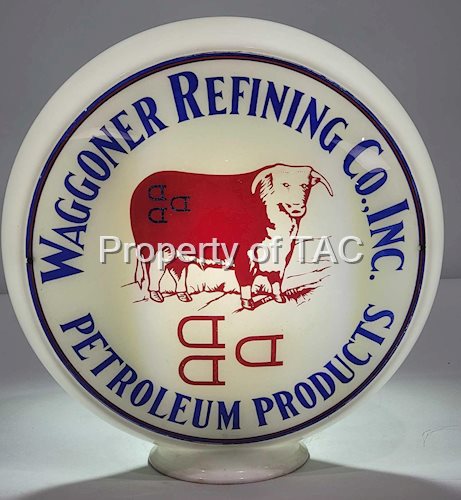 WAGGONER REFINING CO., INC.
Property of TAC
PETROLEUM PRODUCTS